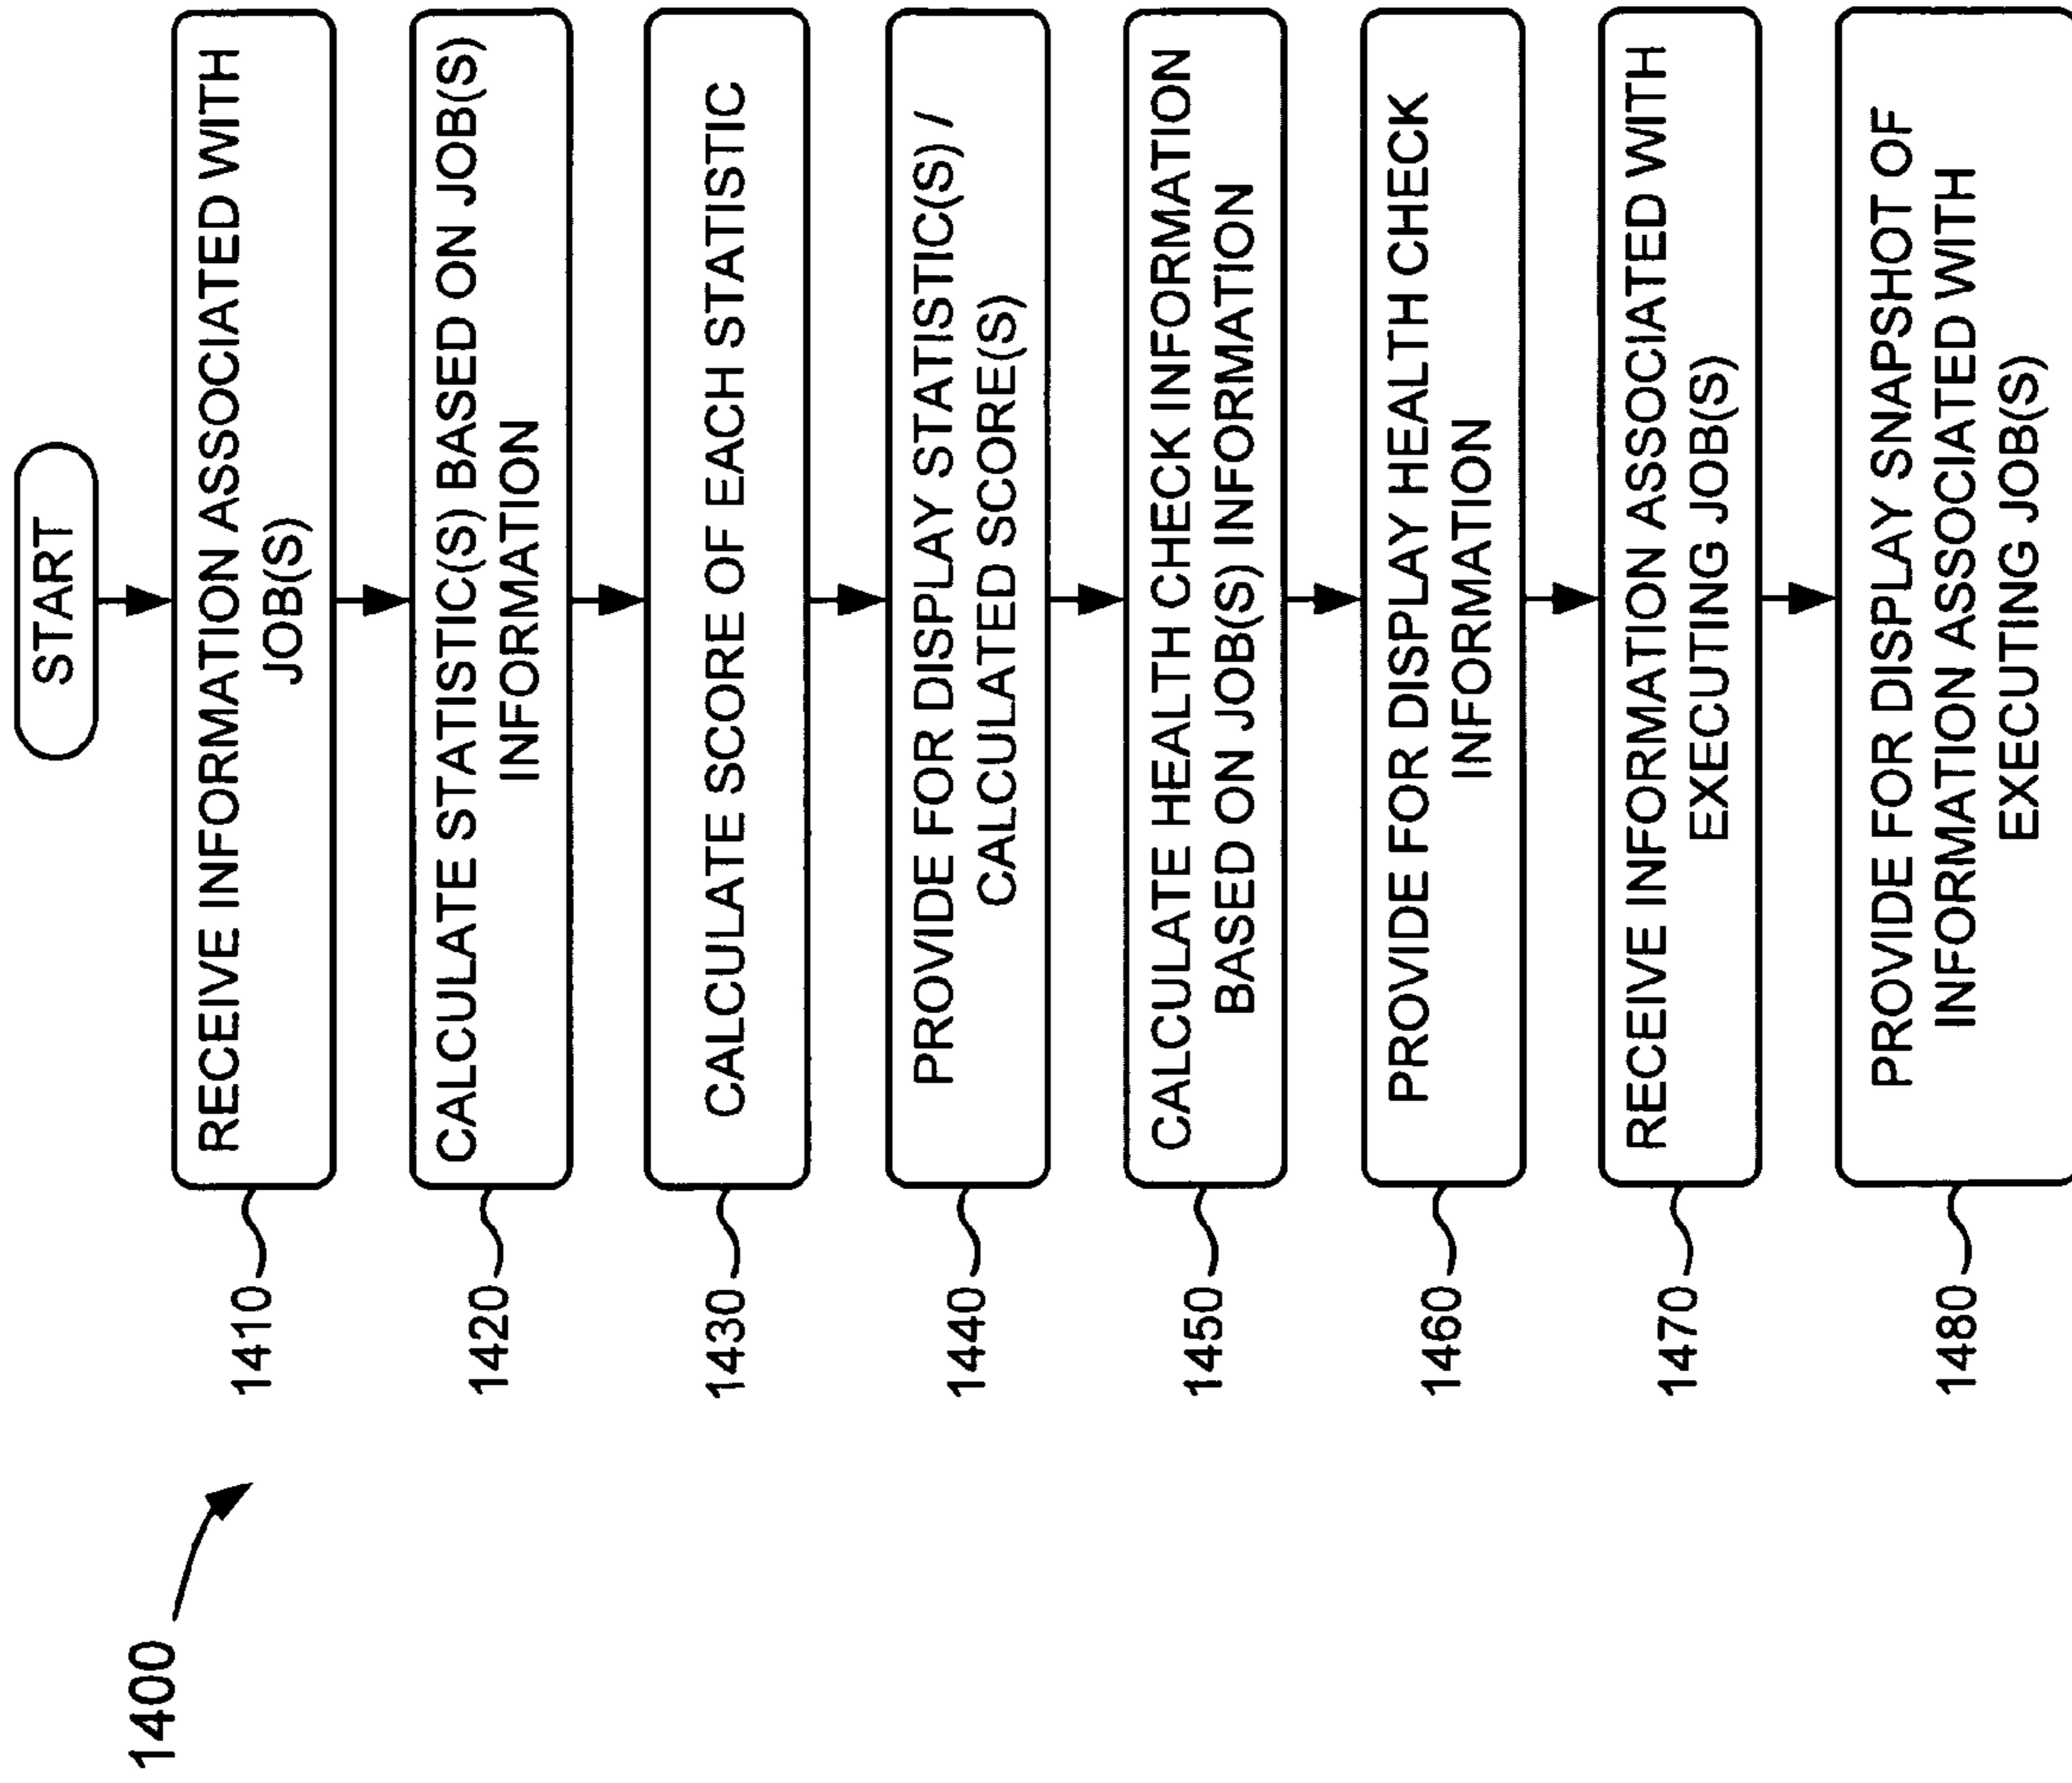 1400
START
1410
RECEIVE INFORMATION ASSOCIATED WITH
JOB(S)
1420
CALCULATE STATISTIC(S) BASED ON JOB(S)
INFORMATION
1430
CALCULATE SCORE OF EACH STATISTIC
1440
PROVIDE FOR DISPLAY STATISTIC(S) /
CALCULATED SCORE(S)
1450
CALCULATE HEALTH CHECK INFORMATION
BASED ON JOB(S) INFORMATION
1460
PROVIDE FOR DISPLAY HEALTH CHECK
INFORMATION
1470
RECEIVE INFORMATION ASSOCIATED WITH
EXECUTING JOB(S)
1480
PROVIDE FOR DISPLAY SNAPSHOT OF
INFORMATION ASSOCIATED WITH
EXECUTING JOB(S)